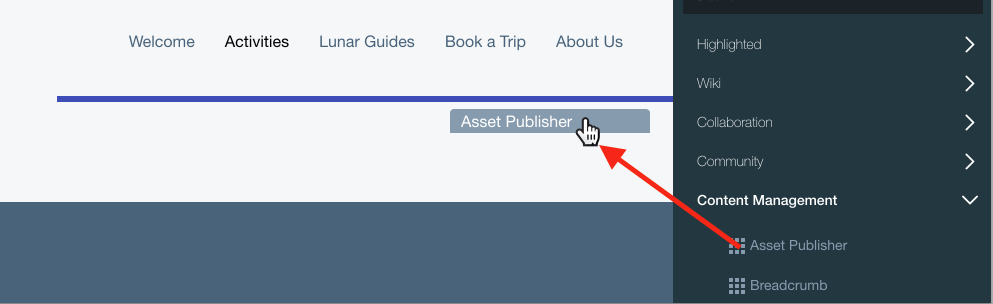 Welcome Activities Lunar Guides Book a Trip About Us
Asset Publisher
Highlighted
Wiki
Collaboration
Community
Content Management
Asset Publisher
Breadcrumb